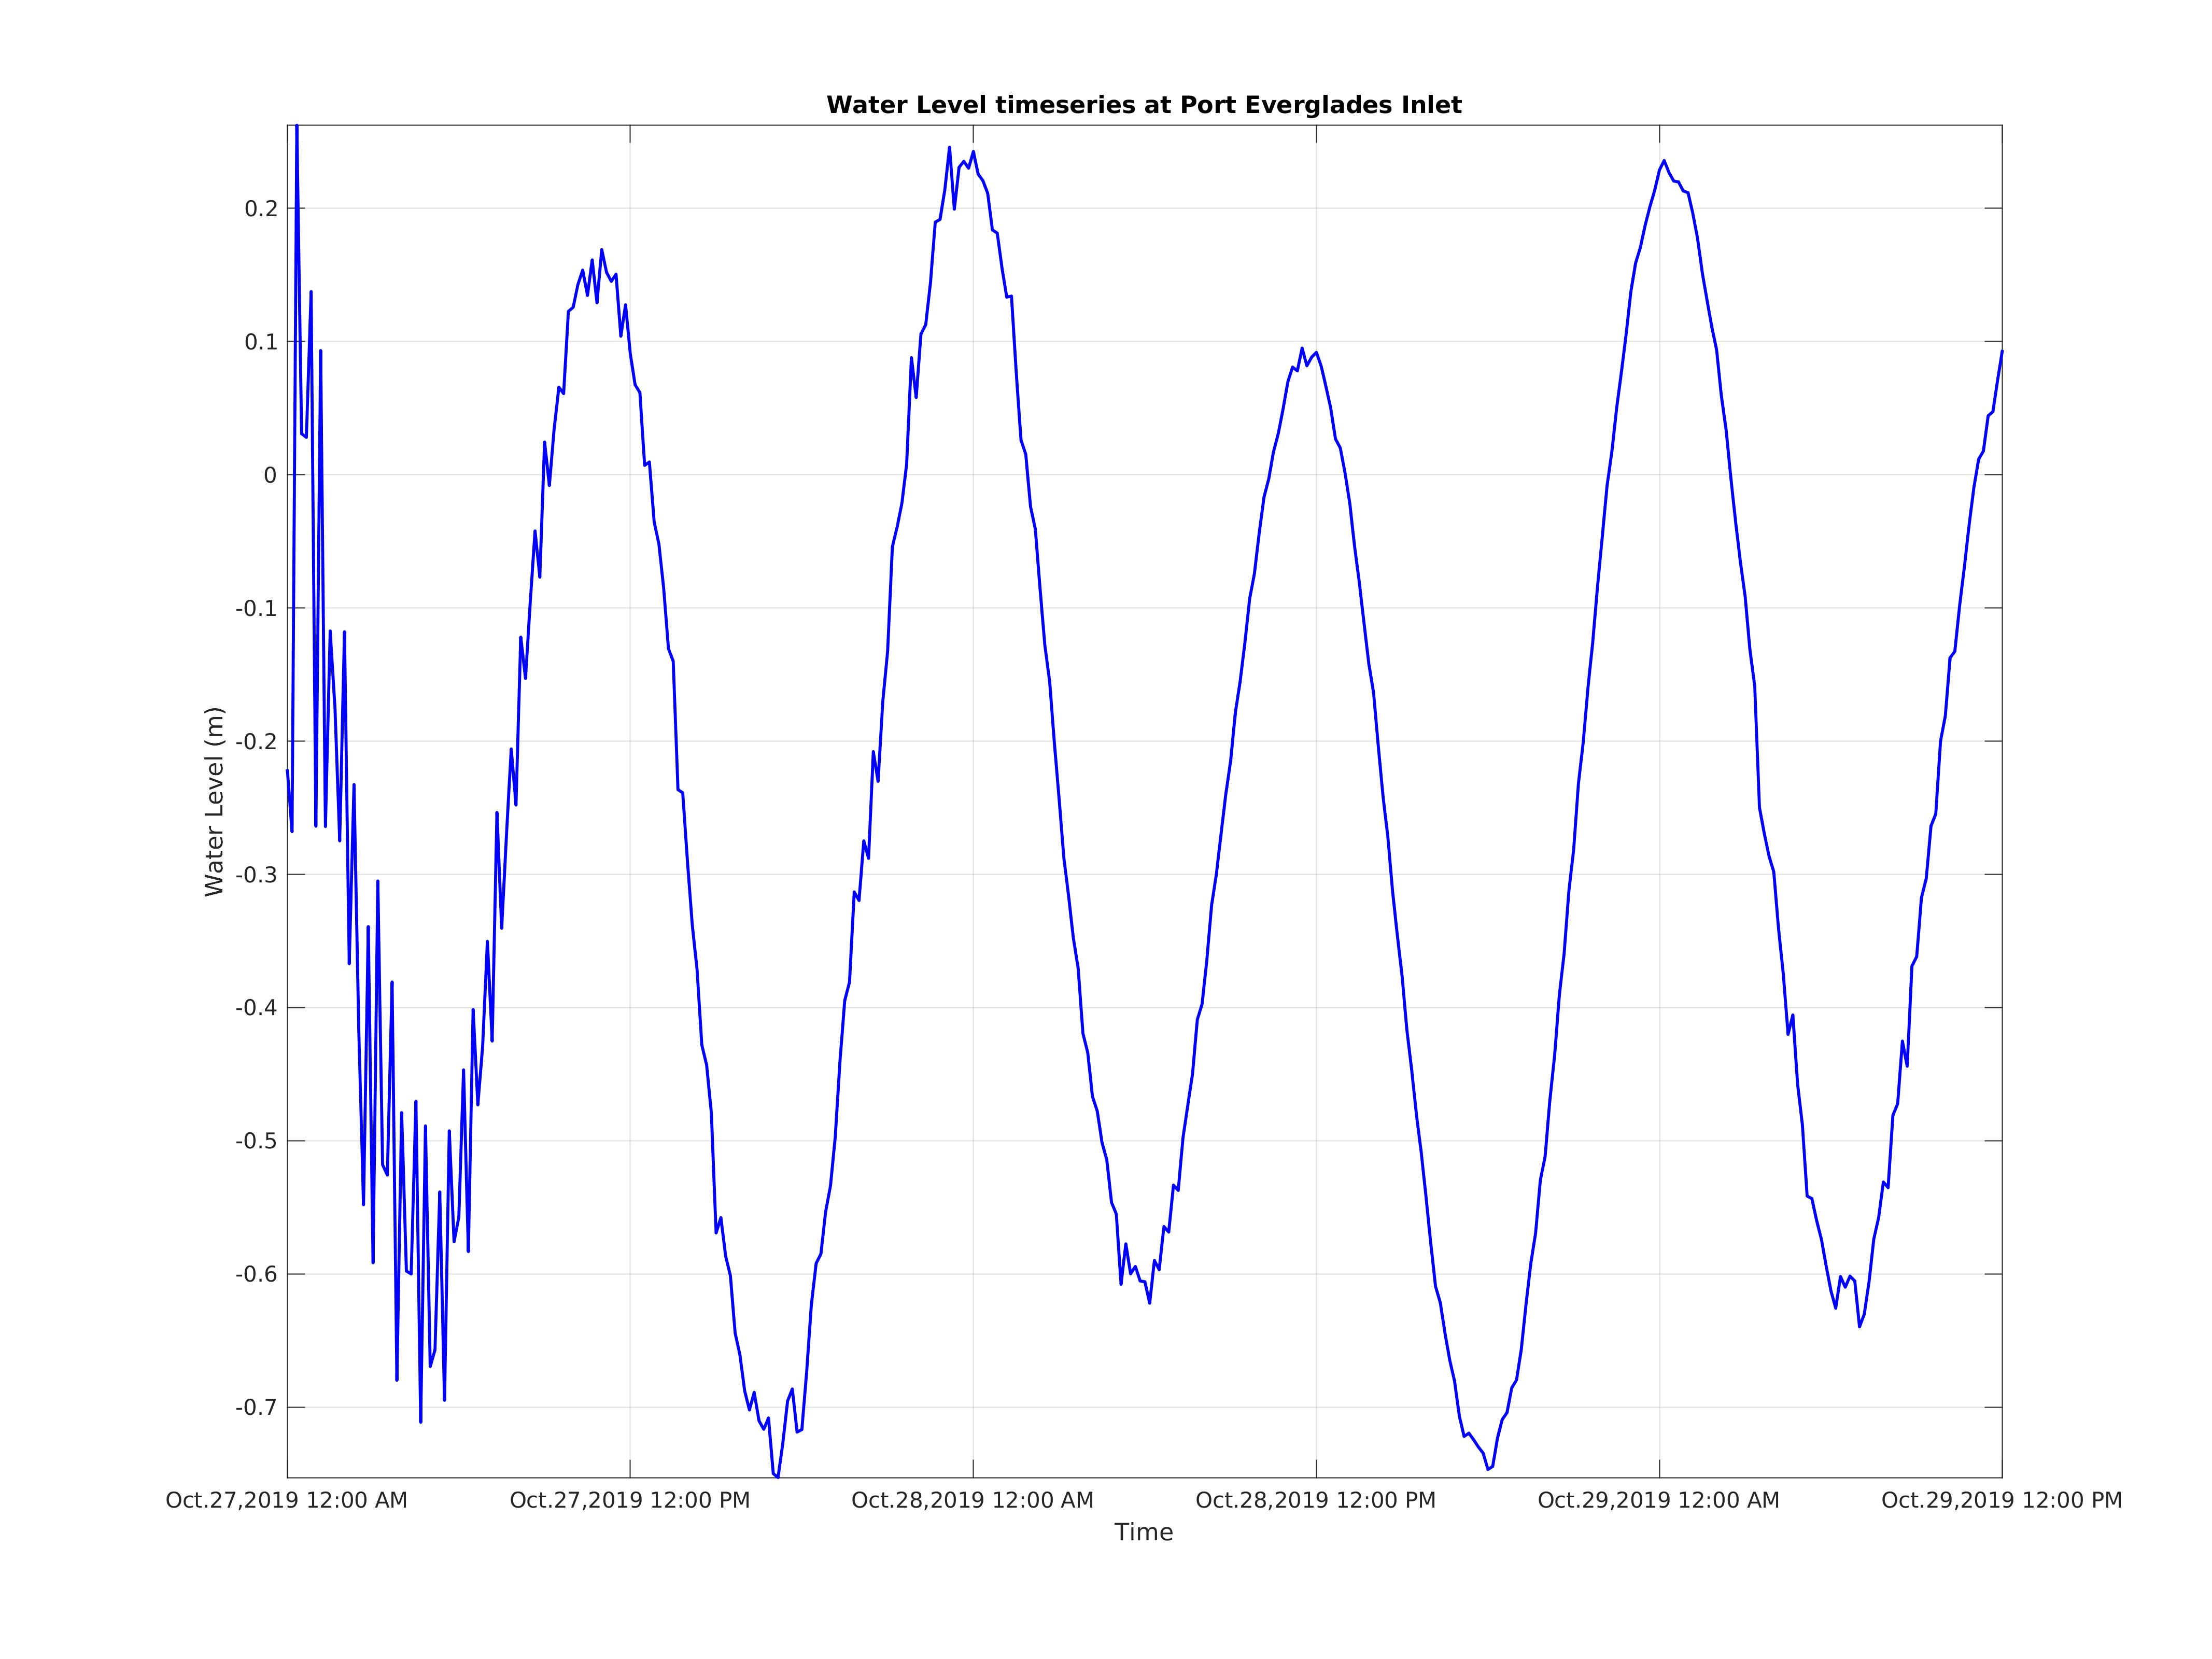 Water Level timeseries at Port Everglades Inlet
0.2
0.1
0
-0.1
-0.2
-0.3
-0.4
-0.5
-0.6
-0.7
Water Level (m)
Oct.27,2019 12:00 AM
Oct.27,2019 12:00 PM
Oct.28,2019 12:00 AM
Oct.28,2019 12:00 PM
Oct.29,2019 12:00 AM
Oct.29,2019 12:00 PM
Time